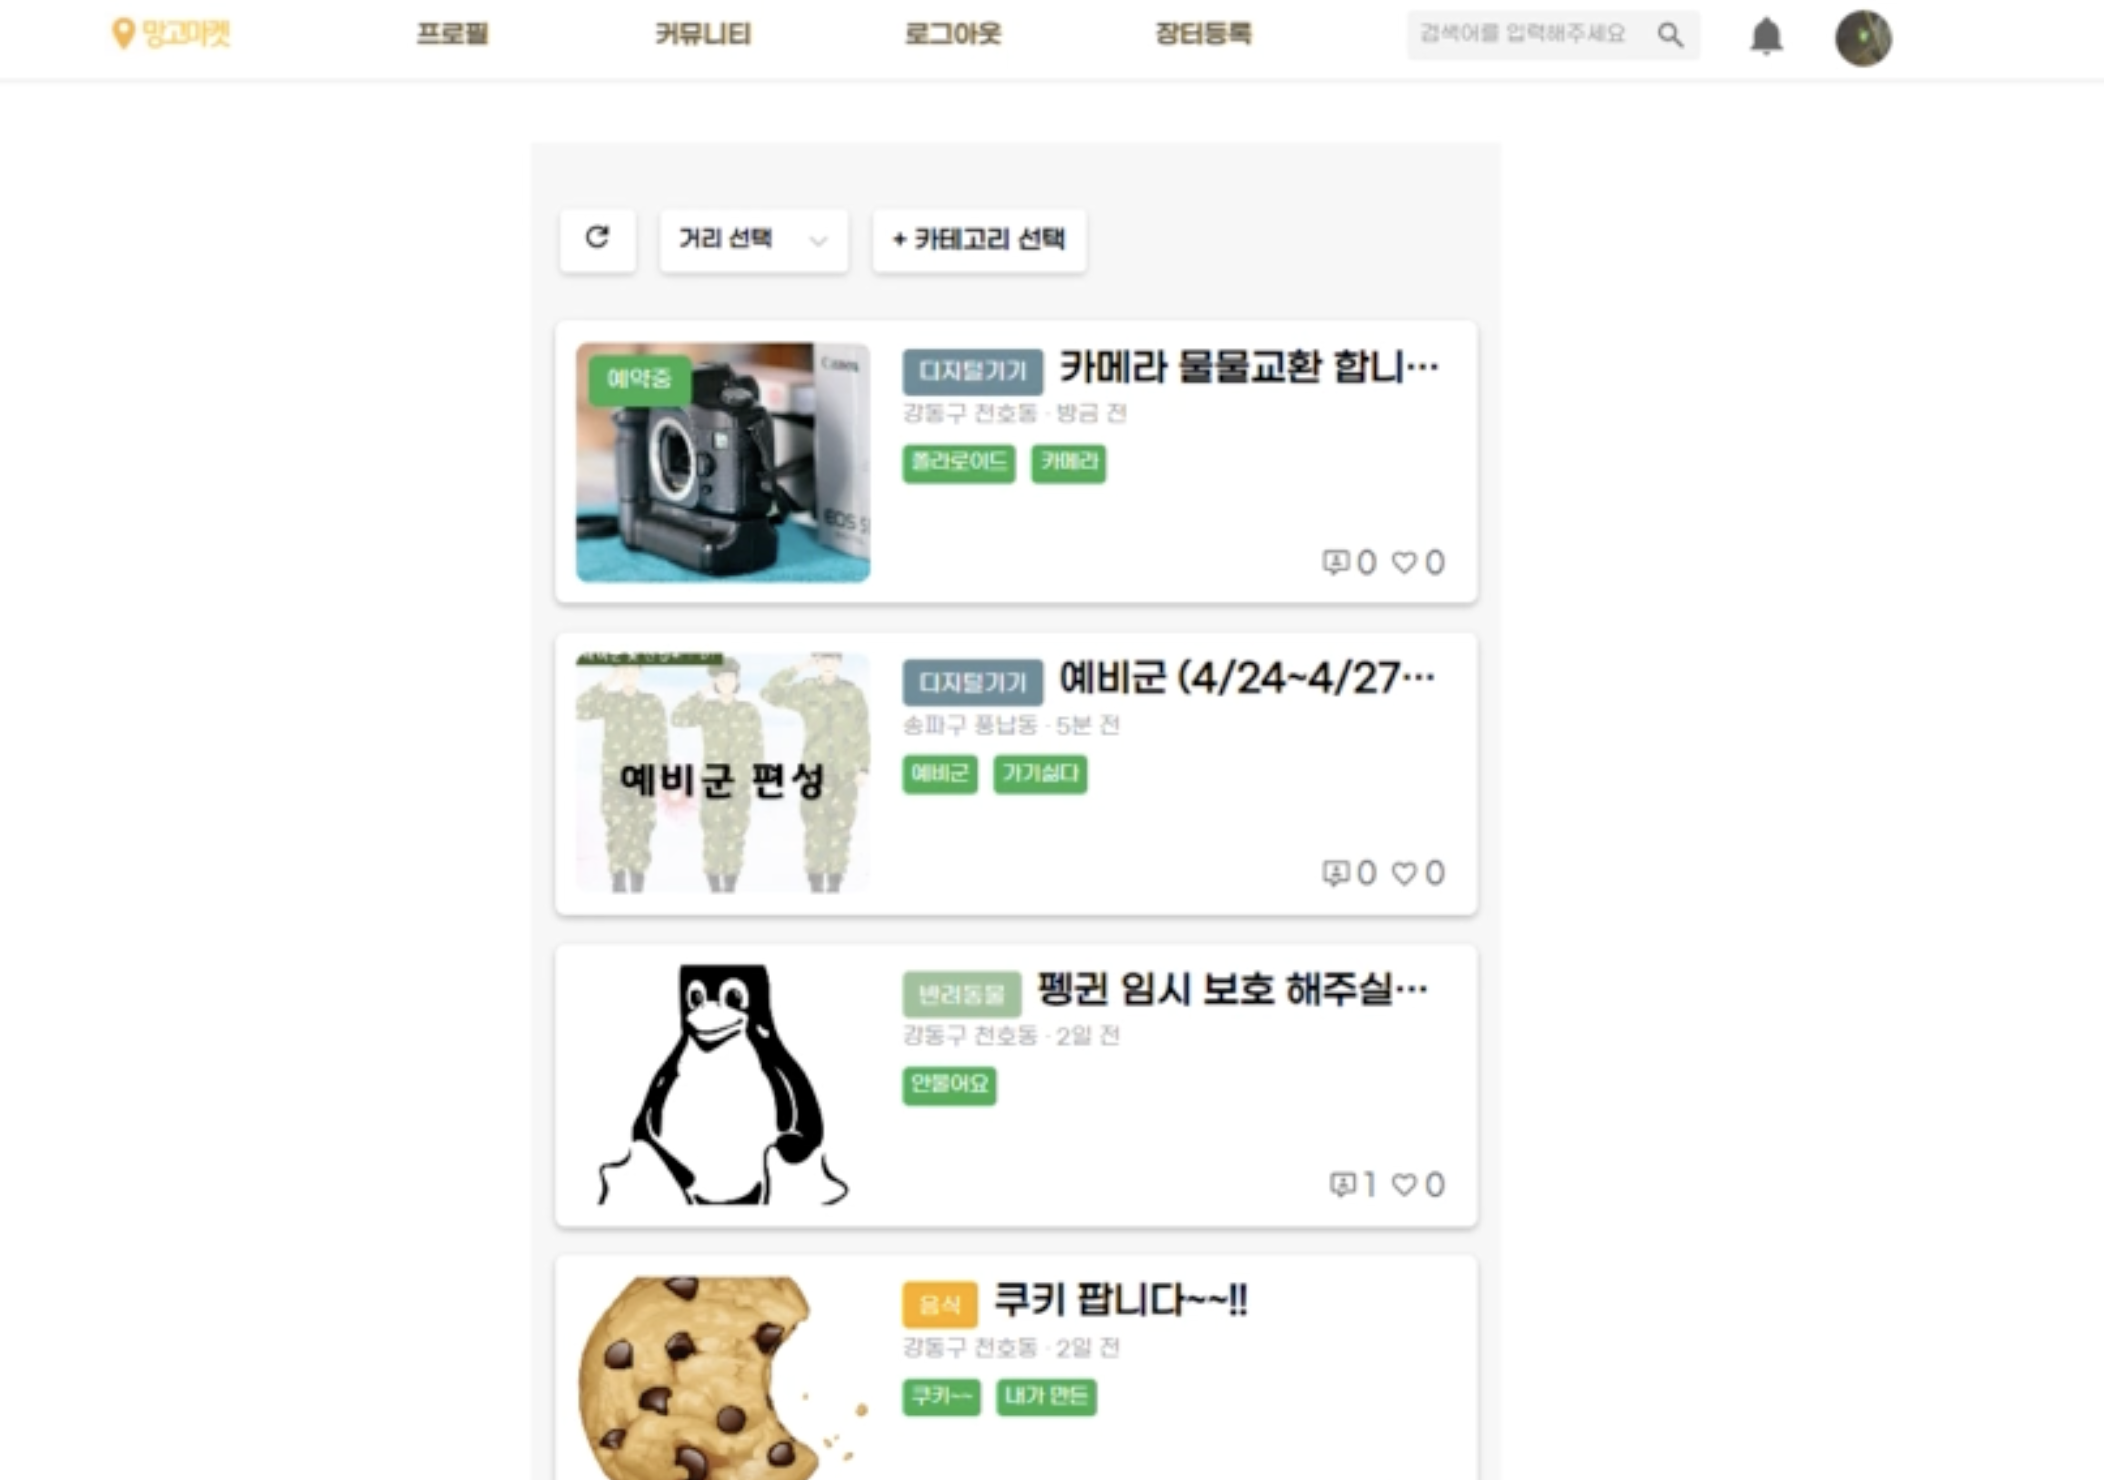 망고마켓
프로필
커뮤니티
로그아웃
장터등록
검색어를 입력해주세요
거리 선택
+ 카테고리 선택
예약중
Canon
EOS 5
디지털기기 카메라 물물교환 합니…
강동구 천호동 · 방금 전
폴라로이드 카메라
0 0
예비군 편성
디지털기기 예비군 (4/24~4/27…
송파구 풍납동 · 5분 전
예비군 가기싫다
0 0
반려동물 펭귄 임시 보호 해주실…
강동구 천호동 · 2일 전
안물어요
1 0
음식 쿠키 팝니다~~!!
강동구 천호동 · 2일 전
쿠키~~ 내가 만든